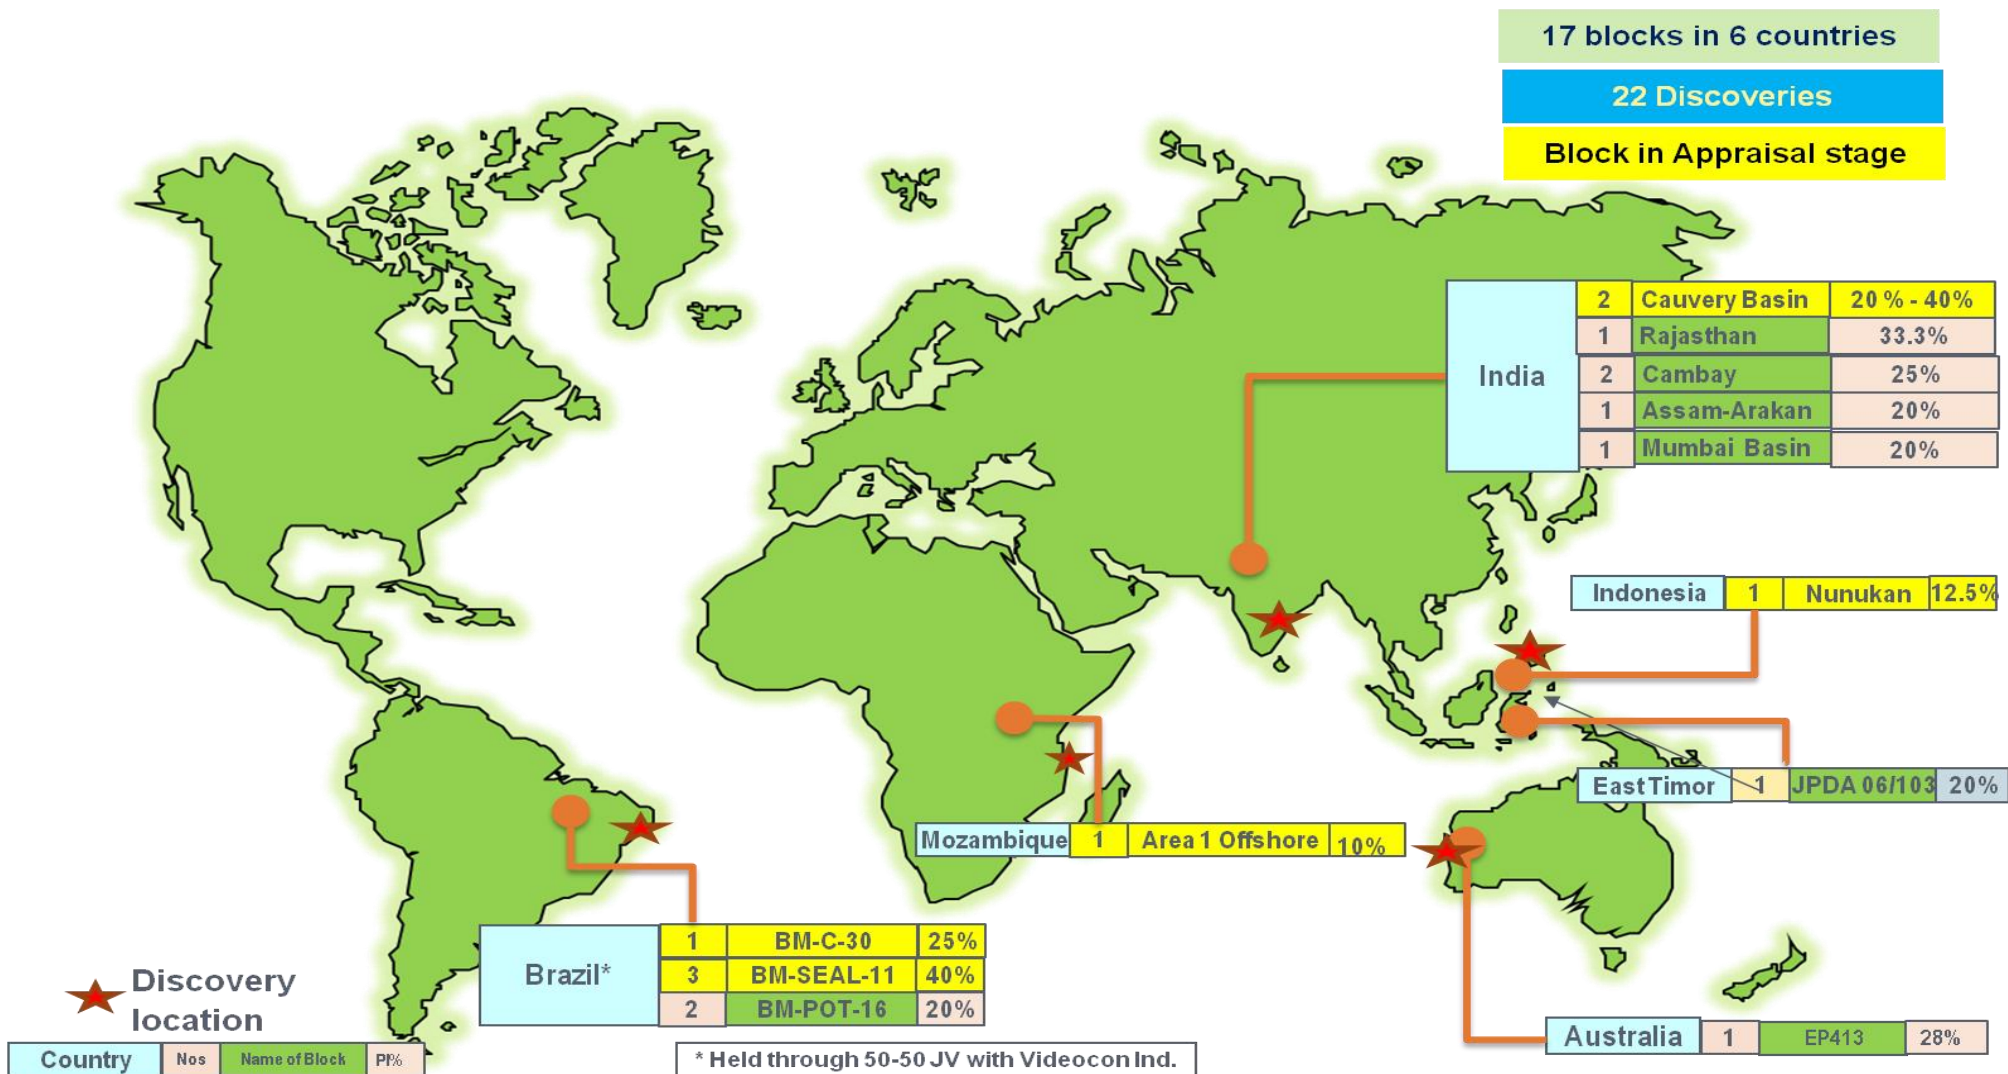 17 blocks in 6 countries
22 Discoveries
Block in Appraisal stage
India
2 Cauvery Basin 20 % - 40%
1 Rajasthan 33.3%
2 Cambay 25%
1 Assam-Arakan 20%
1 Mumbai Basin 20%
Indonesia 1 Nunukan 12.5%
East Timor 1 JPDA 06/103 20%
Mozambique 1 Area 1 Offshore 10%
Brazil*
1 BM-C-30 25%
3 BM-SEAL-11 40%
2 BM-POT-16 20%
Australia 1 EP413 28%
Discovery
location
Country Nos Name of Block PI%
* Held through 50-50 JV with Videocon Ind.